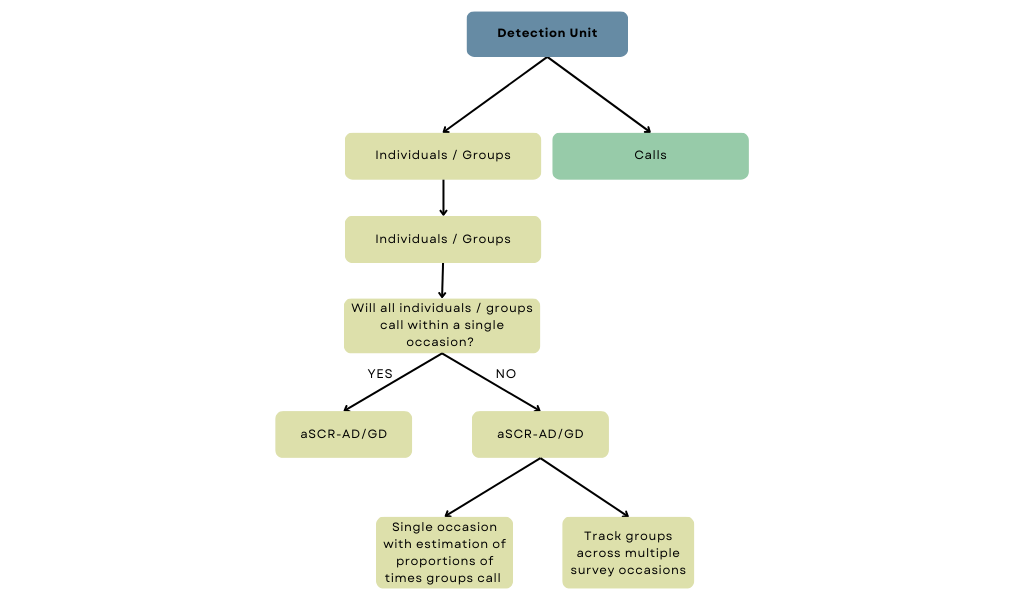 Detection Unit
Individuals / Groups
Calls
Individuals / Groups
Will all individuals / groups
call within a single
occasion?
YES
NO
aSCR-AD/GD
aSCR-AD/GD
Single occasion
with estimation of
proportions of
times groups call
Track groups
across multiple
survey occasions